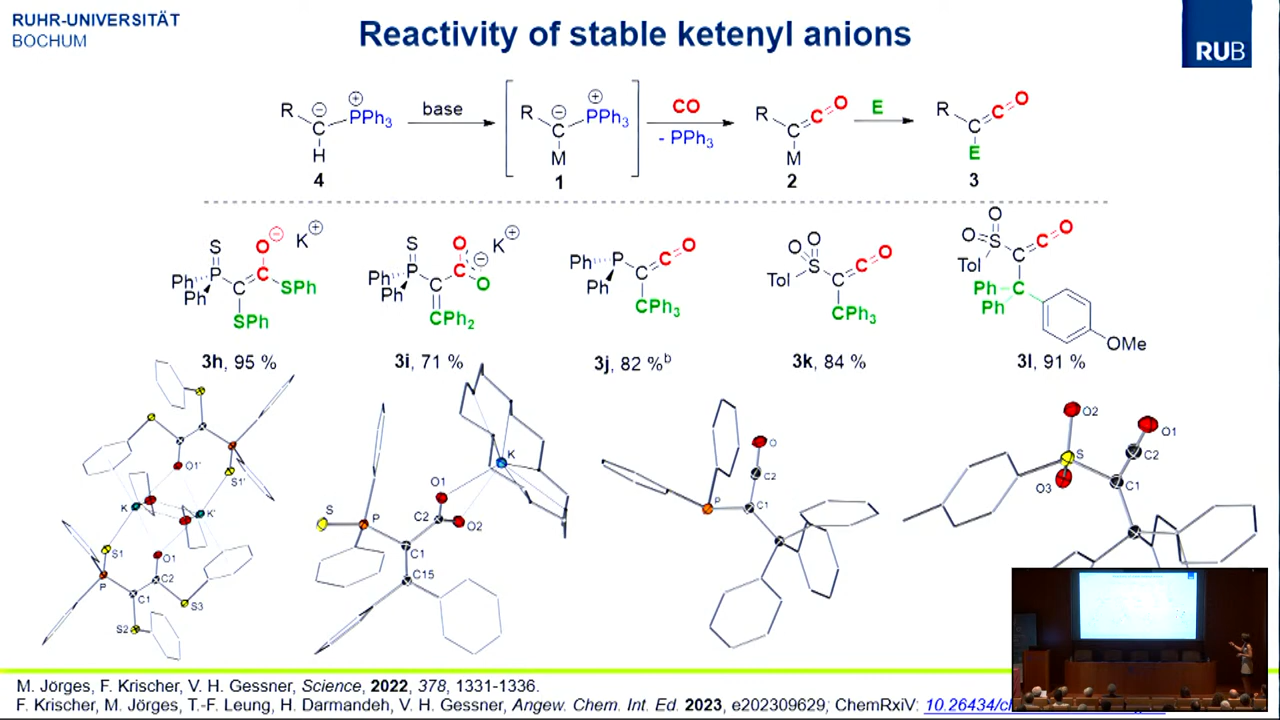 RUHR-UNIVERSITÄT
BOCHUM
Reactivity of stable ketenyl anions
RUB
R ⊖ C ⊕ PPh3 H
base
R ⊖ C ⊕ PPh3 M
CO
- PPh3
R C C O M
E
R C C O E
4
1
2
3
S Ph Ph P C C O ⊖ K ⊕ SPh SPh
S Ph Ph P C C O ⊖ O K ⊕ CPh2
Ph Ph P C C O CPh3
O O S Tol C C O CPh3
O O S Tol C C O Ph Ph C OMe
3h, 95 %
3i, 71 %
3j, 82 %b
3k, 84 %
3l, 91 %
O1' S1' K K' S1 O1 P C2 C1 S3 S2
K O1 S P C2 O2 C1 C15
O C2 P C1
O2 O1 S C2 O3 C1
M. Jörges, F. Krischer, V. H. Gessner, Science, 2022, 378, 1331-1336.
F. Krischer, M. Jörges, T.-F. Leung, H. Darmandeh, V. H. Gessner, Angew. Chem. Int. Ed. 2023, e202309629; ChemRxiV: 10.26434/c